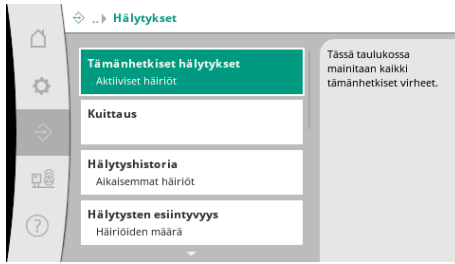 .. Hälytykset
Tämänhetkiset hälytykset
Aktiiviset häiriöt
Kuittaus
Hälytyshistoria
Aikaisemmat häiriöt
Hälytysten esiintyvyys
Häiriöiden määrä
Tässä taulukossa
mainitaan kaikki
tämänhetkiset virheet.
?